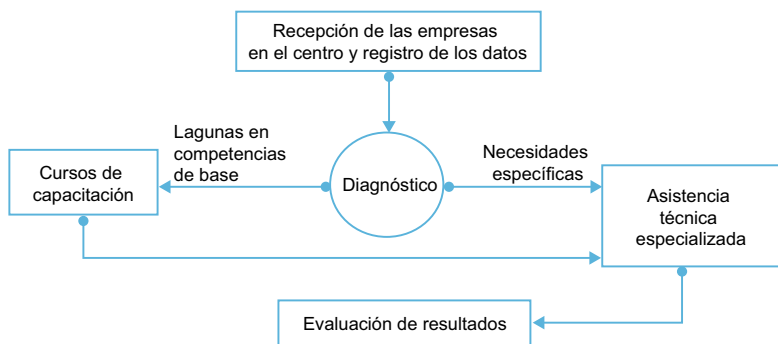 Recepción de las empresas
en el centro y registro de los datos
Lagunas en
competencias
de base
Necesidades
específicas
Cursos de
capacitación
Diagnóstico
Asistencia
técnica
especializada
Evaluación de resultados